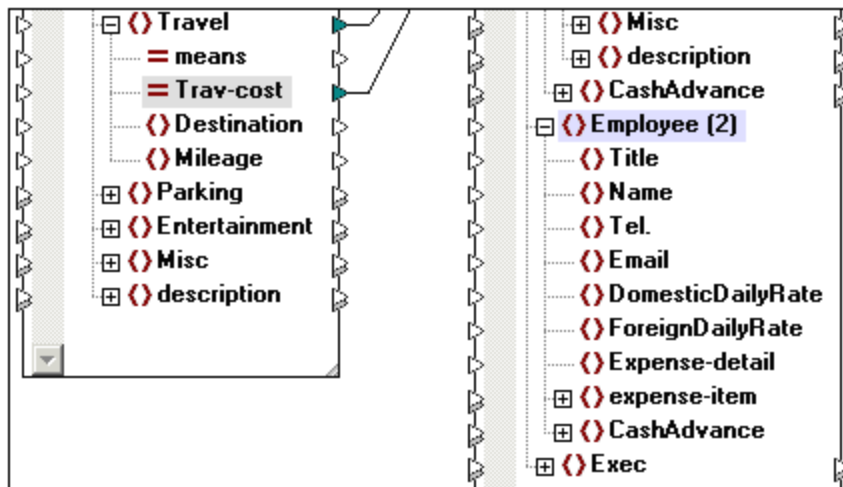 Travel
means
Trav-cost
Destination
Mileage
Parking
Entertainment
Misc
description
Misc
description
CashAdvance
Employee (2)
Title
Name
Tel.
Email
DomesticDailyRate
ForeignDailyRate
Expense-detail
expense-item
CashAdvance
Exec